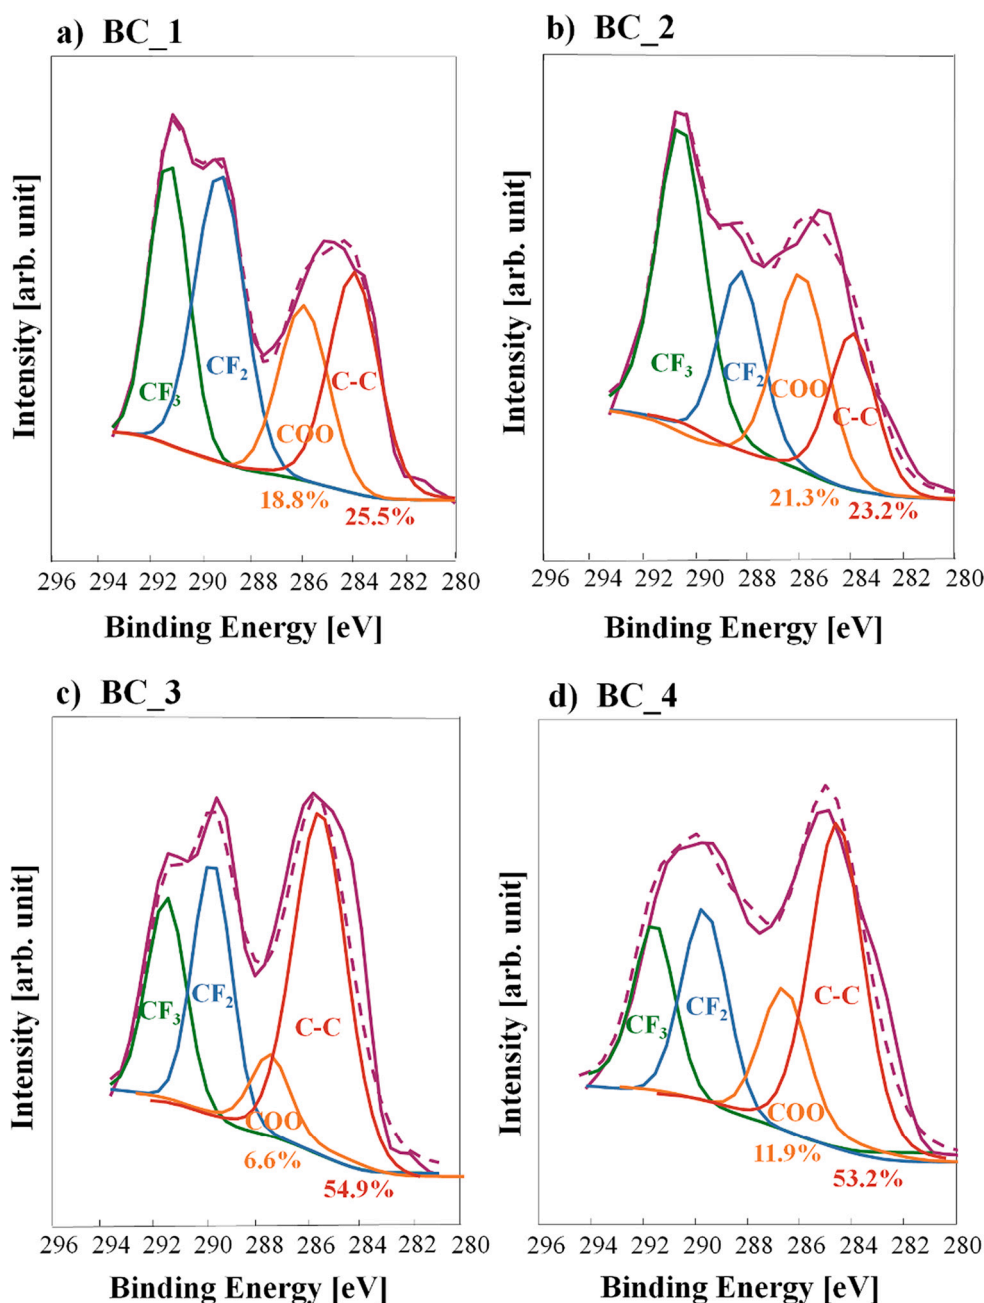 a) BC_1
Intensity [arb. unit]
CF3
CF2
COO
C-C
18.8%
25.5%
296 294 292 290 288 286 284 282 280
Binding Energy [eV]
b) BC_2
Intensity [arb. unit]
CF3
CF2
COO
C-C
21.3%
23.2%
296 294 292 290 288 286 284 282 280
Binding Energy [eV]
c) BC_3
Intensity [arb. unit]
CF3
CF2
C-C
COO
6.6%
54.9%
296 294 292 290 288 286 284 282 280
Binding Energy [eV]
d) BC_4
Intensity [arb. unit]
CF3
CF2
C-C
COO
11.9%
53.2%
296 294 292 290 288 286 284 282 280
Binding Energy [eV]